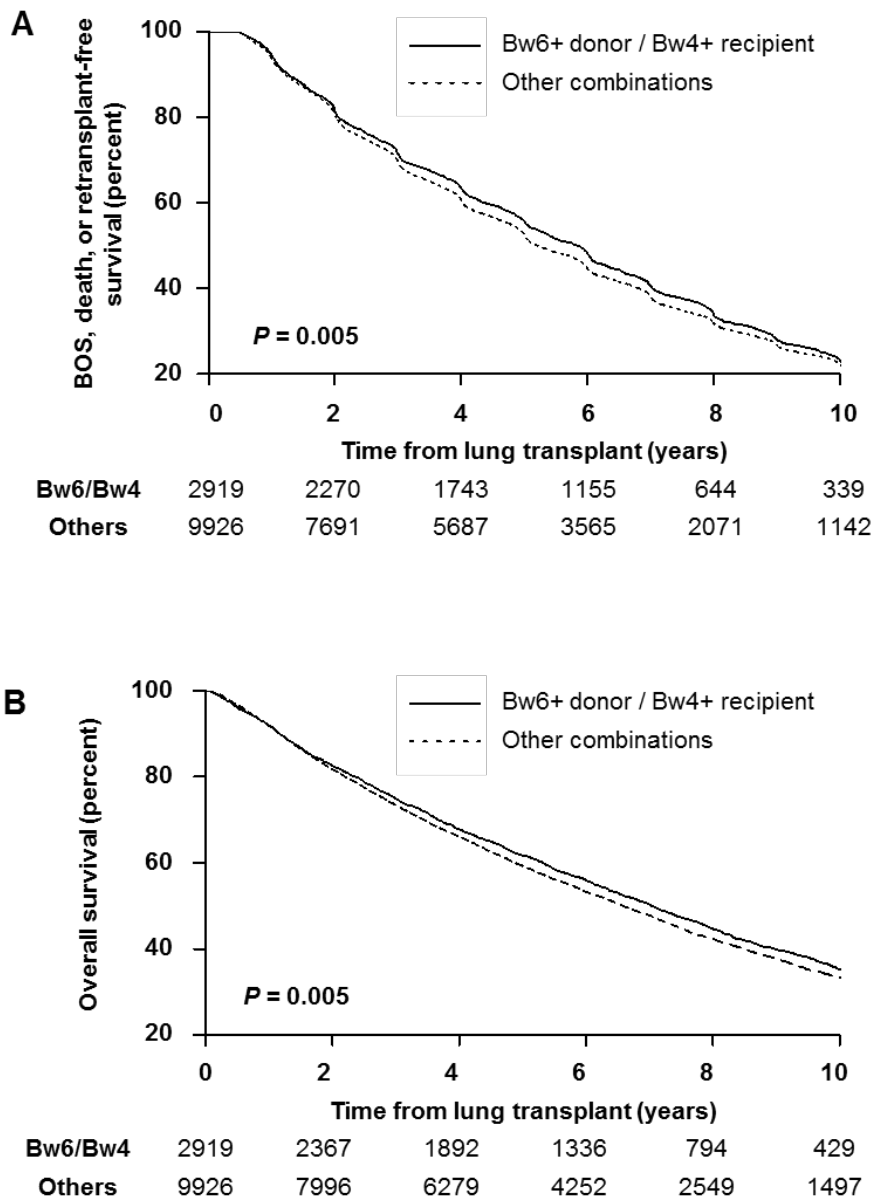 A
BOS, death, or retransplant-free
survival (percent)
100
80
60
40
20
Bw6+ donor / Bw4+ recipient
Other combinations
P = 0.005
0 2 4 6 8 10
Time from lung transplant (years)
Bw6/Bw4 2919 2270 1743 1155 644 339
Others 9926 7691 5687 3565 2071 1142
B
Overall survival (percent)
100
80
60
40
20
Bw6+ donor / Bw4+ recipient
Other combinations
P = 0.005
0 2 4 6 8 10
Time from lung transplant (years)
Bw6/Bw4 2919 2367 1892 1336 794 429
Others 9926 7996 6279 4252 2549 1497